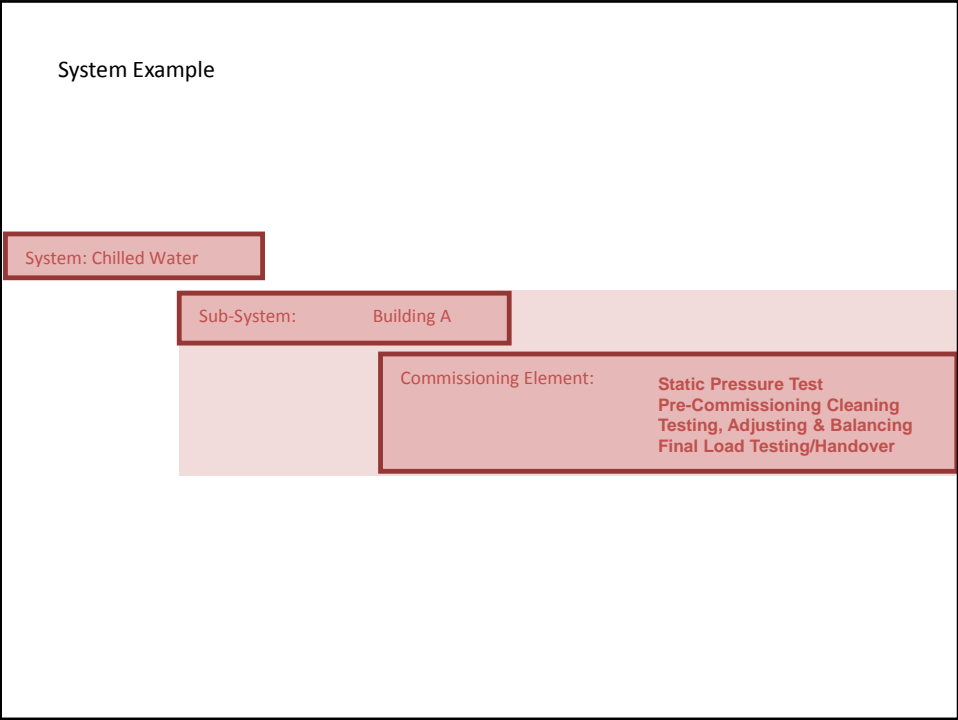 System Example
System: Chilled Water
Sub-System: Building A
Commissioning Element:
Static Pressure Test
Pre-Commissioning Cleaning
Testing, Adjusting & Balancing
Final Load Testing/Handover